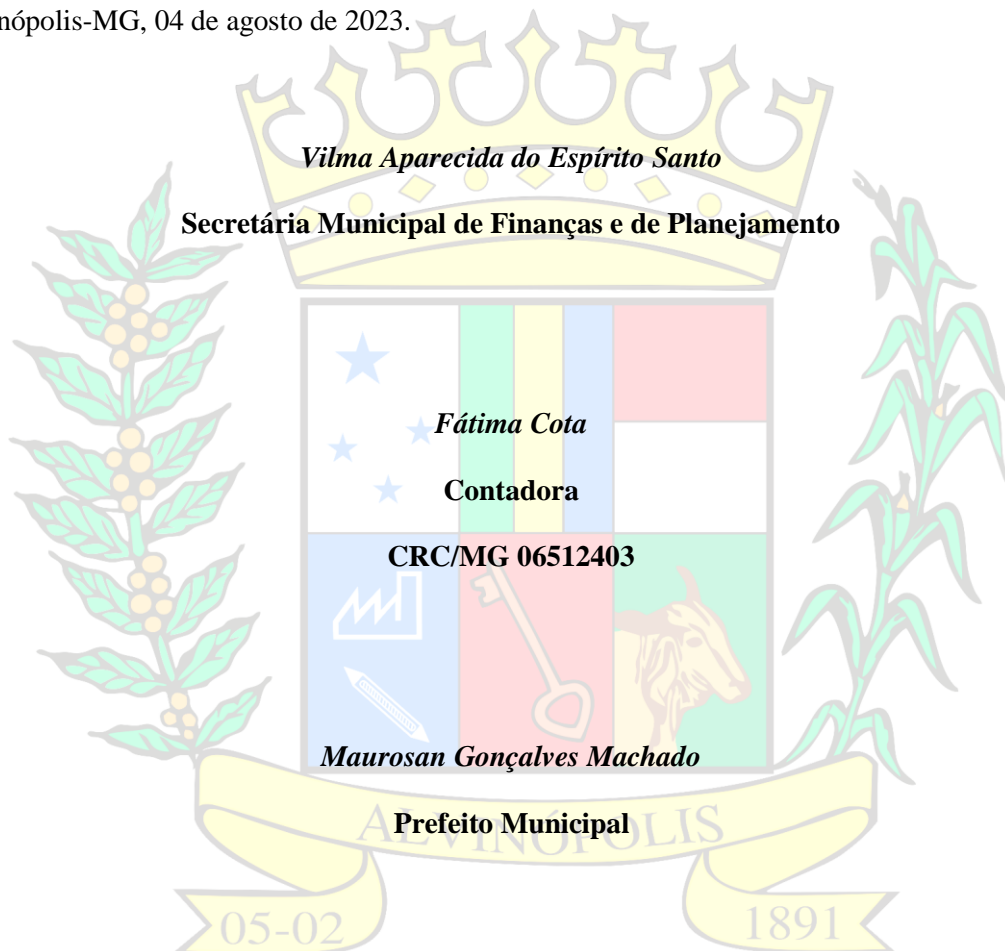 nópolis-MG, 04 de agosto de 2023.
Vilma Aparecida do Espírito Santo
Secretária Municipal de Finanças e de Planejamento
Fátima Cota
Contadora
CRC/MG 06512403
Maurosan Gonçalves Machado
Prefeito Municipal
ALVINÓPOLIS
05-02
1891